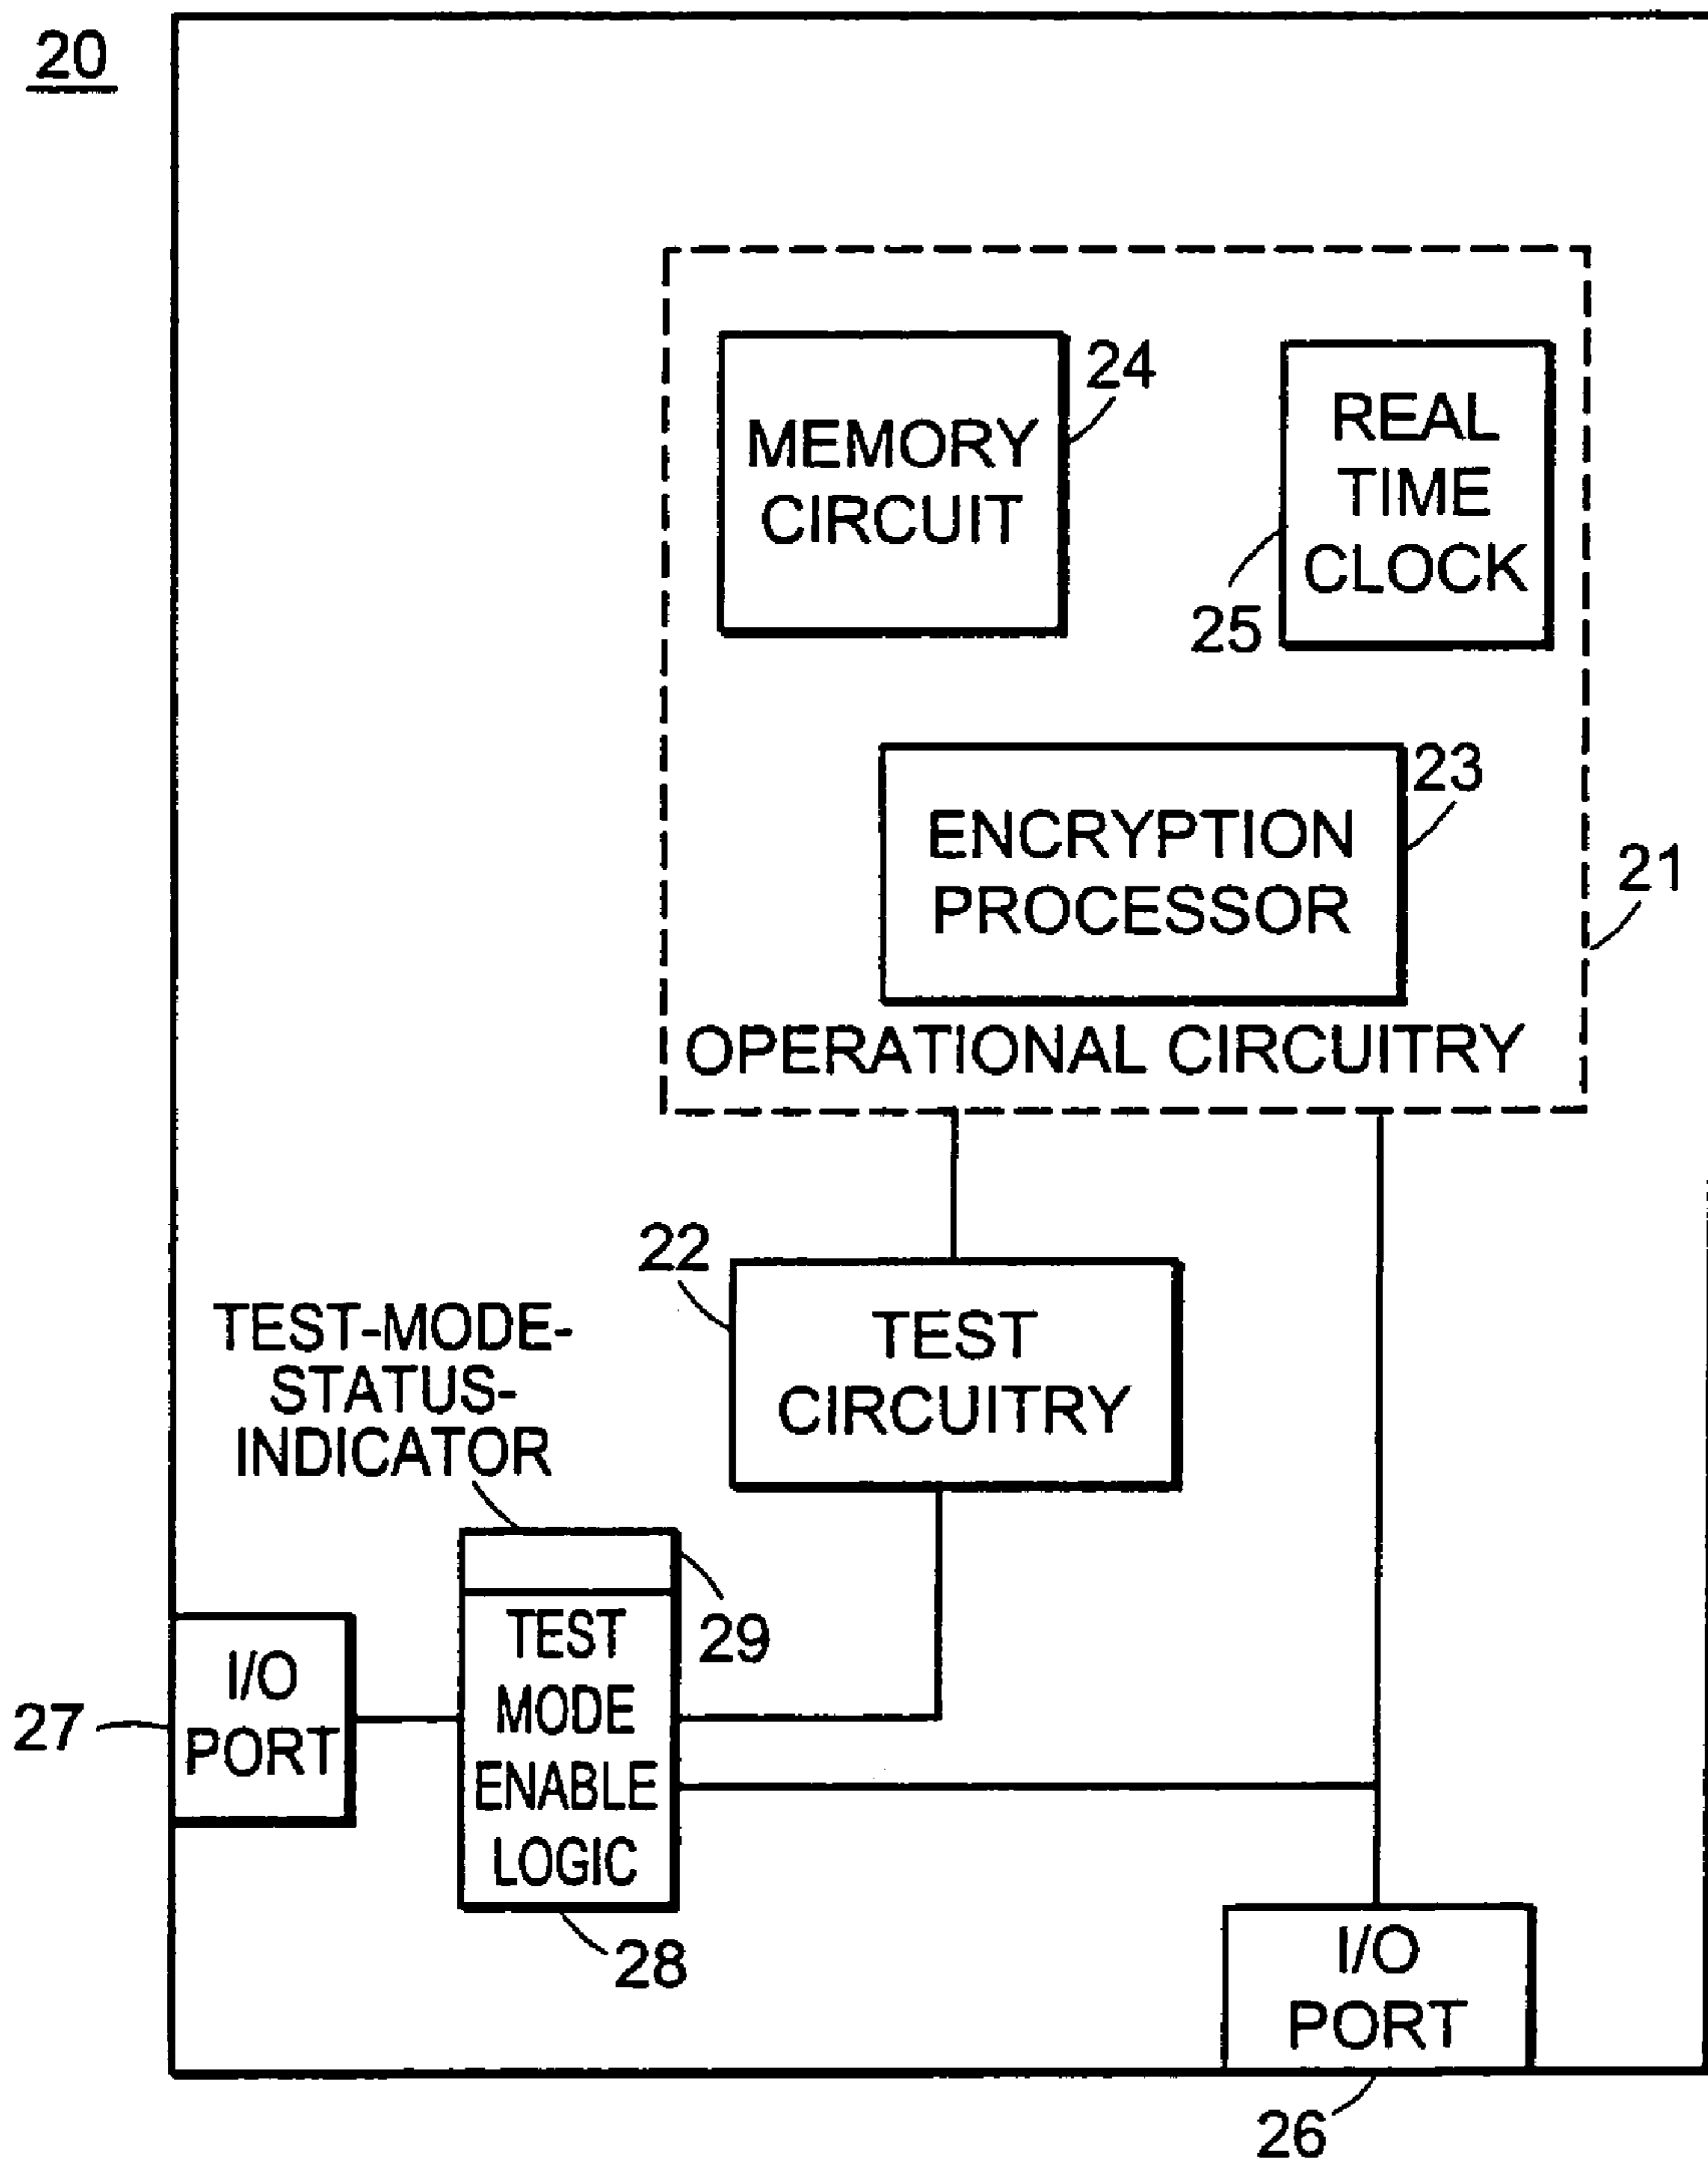 20
MEMORY
CIRCUIT
24
REAL
TIME
CLOCK
25
ENCRYPTION
PROCESSOR
23
21
OPERATIONAL CIRCUITRY
22
TEST
CIRCUITRY
TEST-MODE-
STATUS-
INDICATOR
29
TEST
MODE
ENABLE
LOGIC
28
I/O
PORT
27
I/O
PORT
26